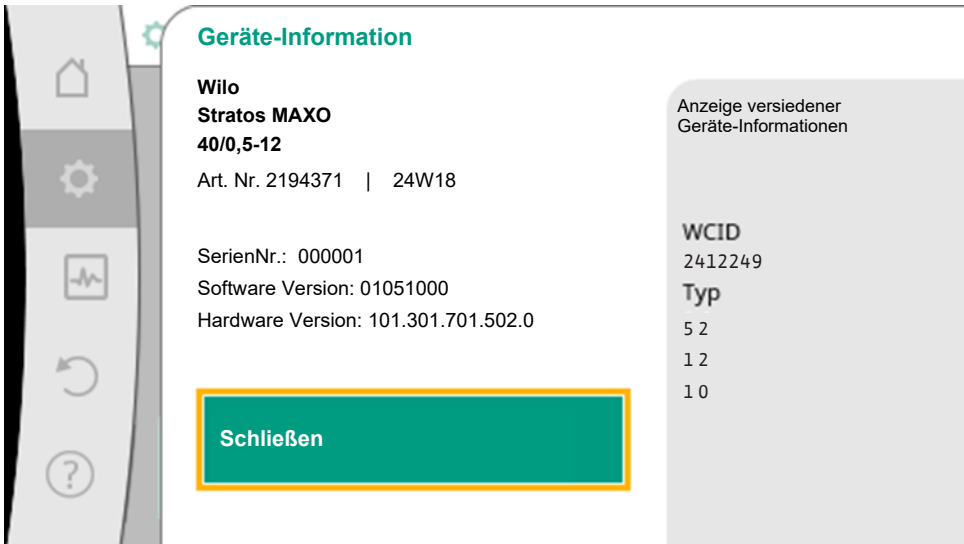 Geräte-Information
Wilo
Stratos MAXO
40/0,5-12
Art. Nr. 2194371 | 24W18
SerienNr.: 000001
Software Version: 01051000
Hardware Version: 101.301.701.502.0
Schließen
Anzeige versiedener
Geräte-Informationen
WCID
2412249
Typ
5 2
1 2
1 0
?